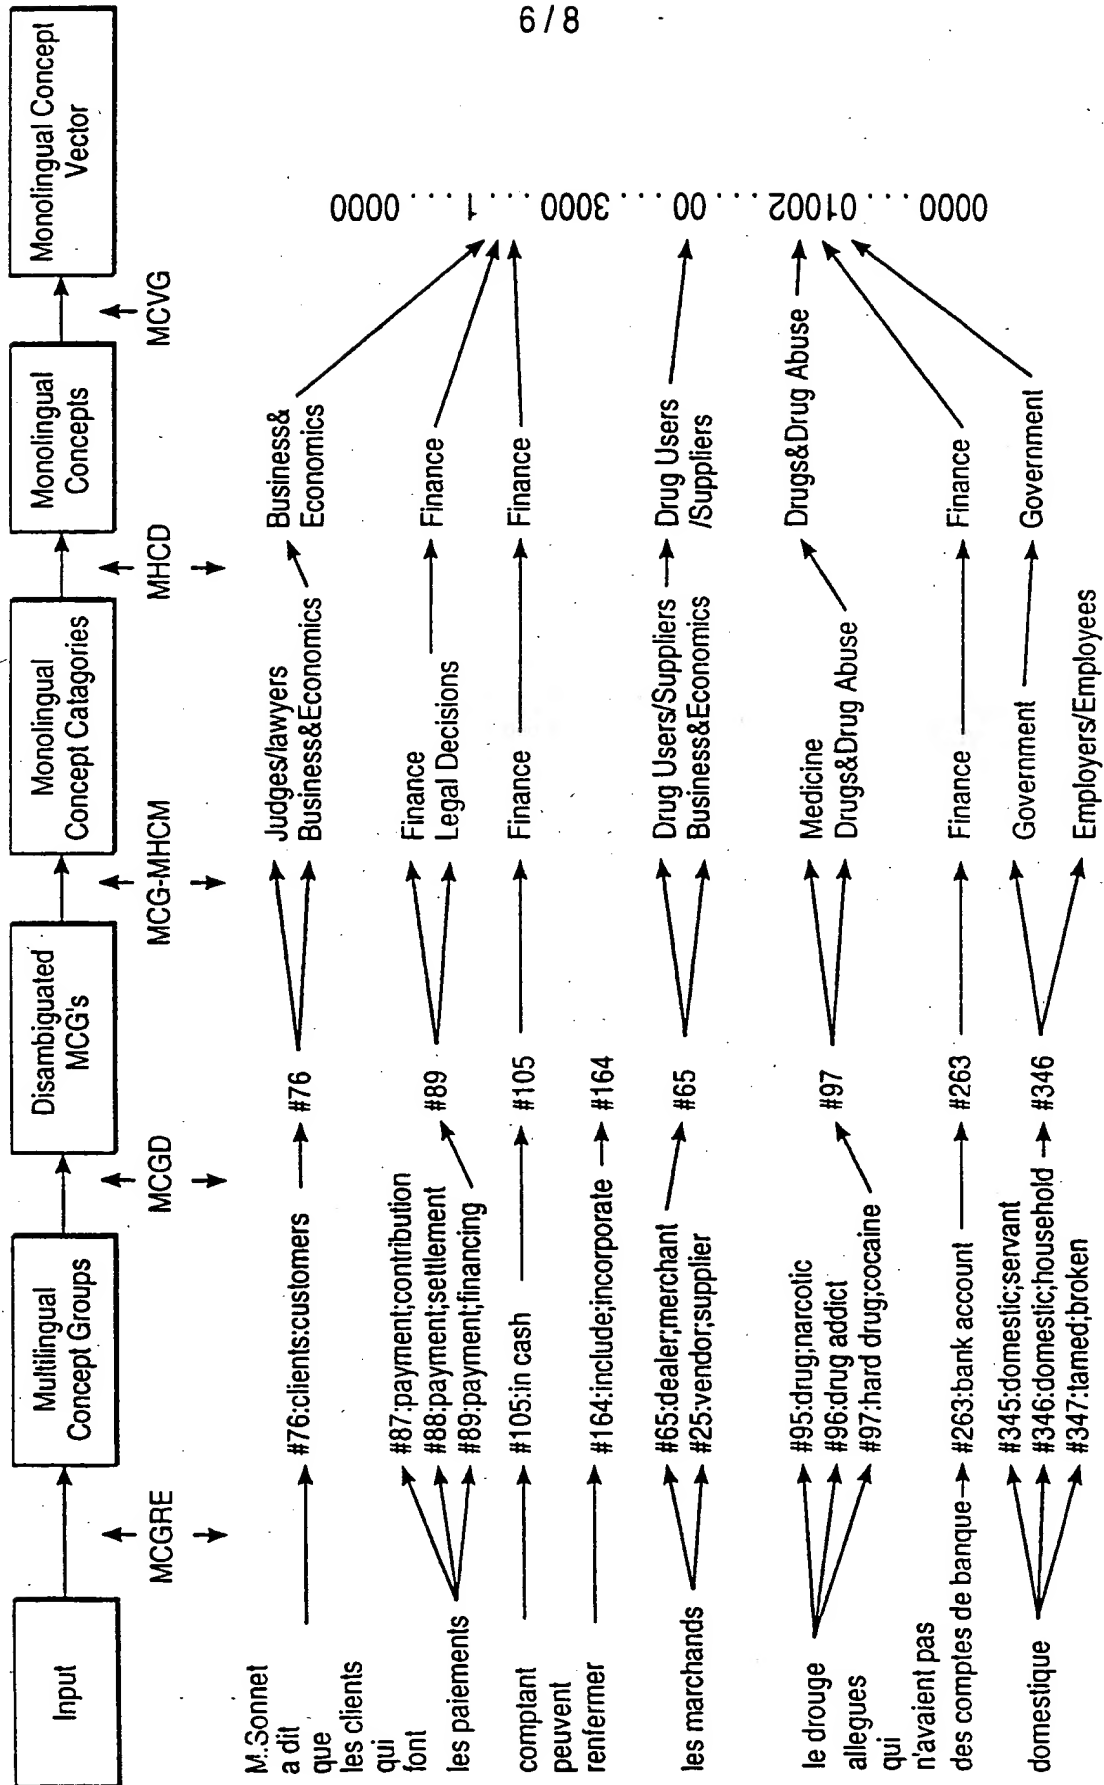 8 / 9
Input
Multilingual
Concept Groups
Disambiguated
MCG's
Monolingual
Concept Catagories
Monolingual
Concepts
Monolingual Concept
Vector
MCGRE
MCGD
MCG-MHCM
MHCD
MCVG
M.Sonnet
a dit
que
les clients
qui
font
#76:clients:customers
#76
Judges/lawyers
Business&Economics
Business&
Economics
les paiements
#87:payment;contribution
#88:payment;settlement
#89:payment;financing
#89
Finance
Legal Decisions
Finance
comptant
#105:in cash
#105
Finance
Finance
peuvent
renfermer
#164:include;incorporate
#164
les marchands
#65:dealer;merchant
#25:vendor;supplier
#65
Drug Users/Suppliers
Business&Economics
Drug Users
/Suppliers
le drouge
allegues
qui
n'avaient pas
#95:drug;narcotic
#96:drug addict
#97:hard drug;cocaine
#97
Medicine
Drugs&Drug Abuse
Drugs&Drug Abuse
des comptes de banque
#263:bank account
#263
Finance
Finance
domestique
#345:domestic;servant
#346:domestic;household
#347:tamed;broken
#346
Government
Employers/Employees
Government
0000 . . . 1 . . . 0003 . . . 00 . . . 20010 . . . 0000